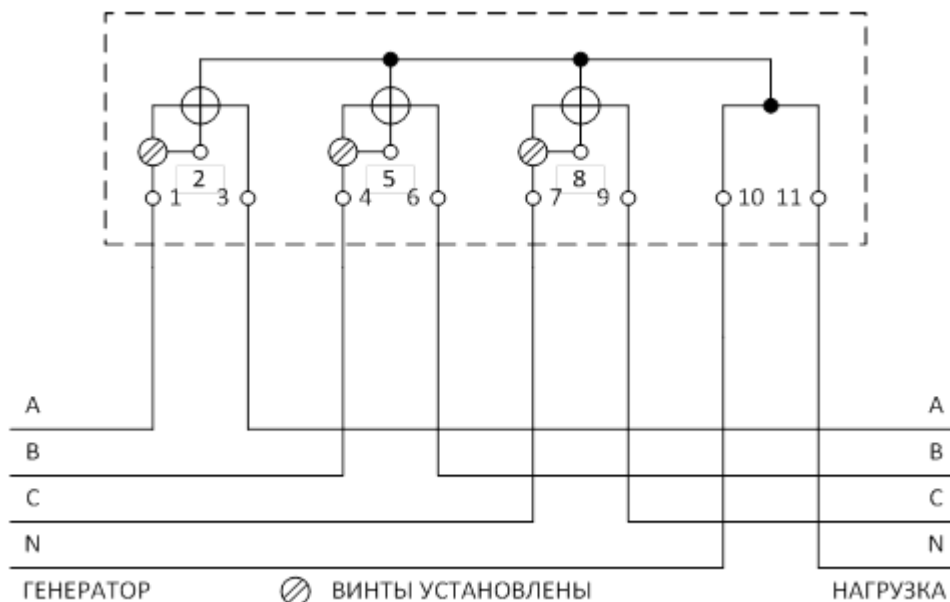 2 5 8
1 3 4 6 7 9 10 11
А А
В В
С С
N N
ГЕНЕРАТОР ВИНТЫ УСТАНОВЛЕНЫ НАГРУЗКА